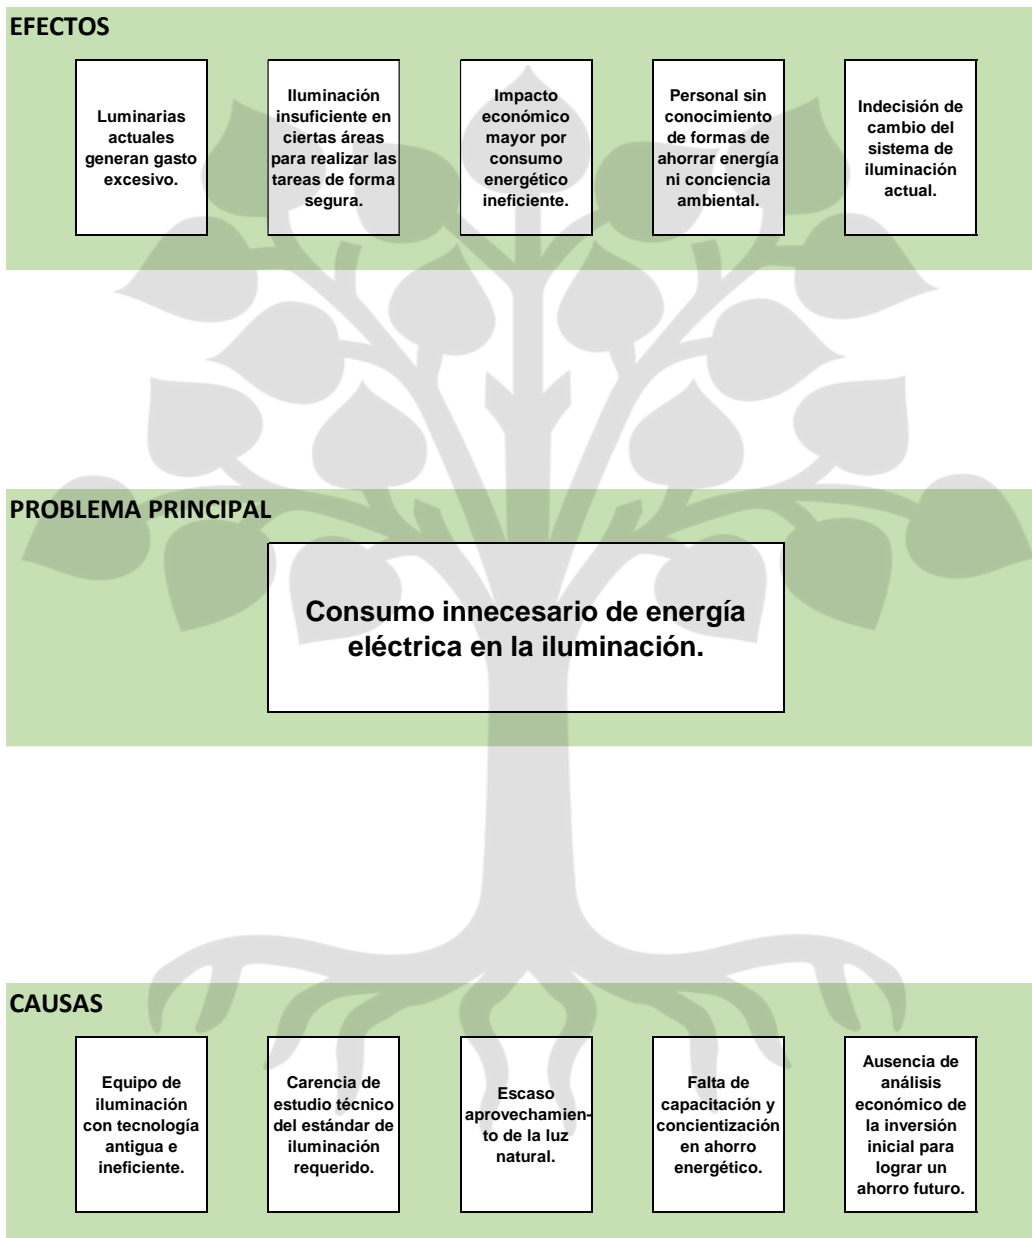 EFECTOS
Luminarias
actuales
generan gasto
excesivo.
Iluminación
insuficiente en
ciertas áreas
para realizar las
tareas de forma
segura.
Impacto
económico
mayor por
consumo
energético
ineficiente.
Personal sin
conocimiento
de formas de
ahorrar energía
ni conciencia
ambiental.
Indecisión de
cambio del
sistema de
iluminación
actual.
PROBLEMA PRINCIPAL
Consumo innecesario de energía
eléctrica en la iluminación.
CAUSAS
Equipo de
iluminación
con tecnología
antigua e
ineficiente.
Carencia de
estudio técnico
del estándar de
iluminación
requerido.
Escaso
aprovechamien-
to de la luz
natural.
Falta de
capacitación y
concientización
en ahorro
energético.
Ausencia de
análisis
económico de
la inversión
inicial para
lograr un
ahorro futuro.